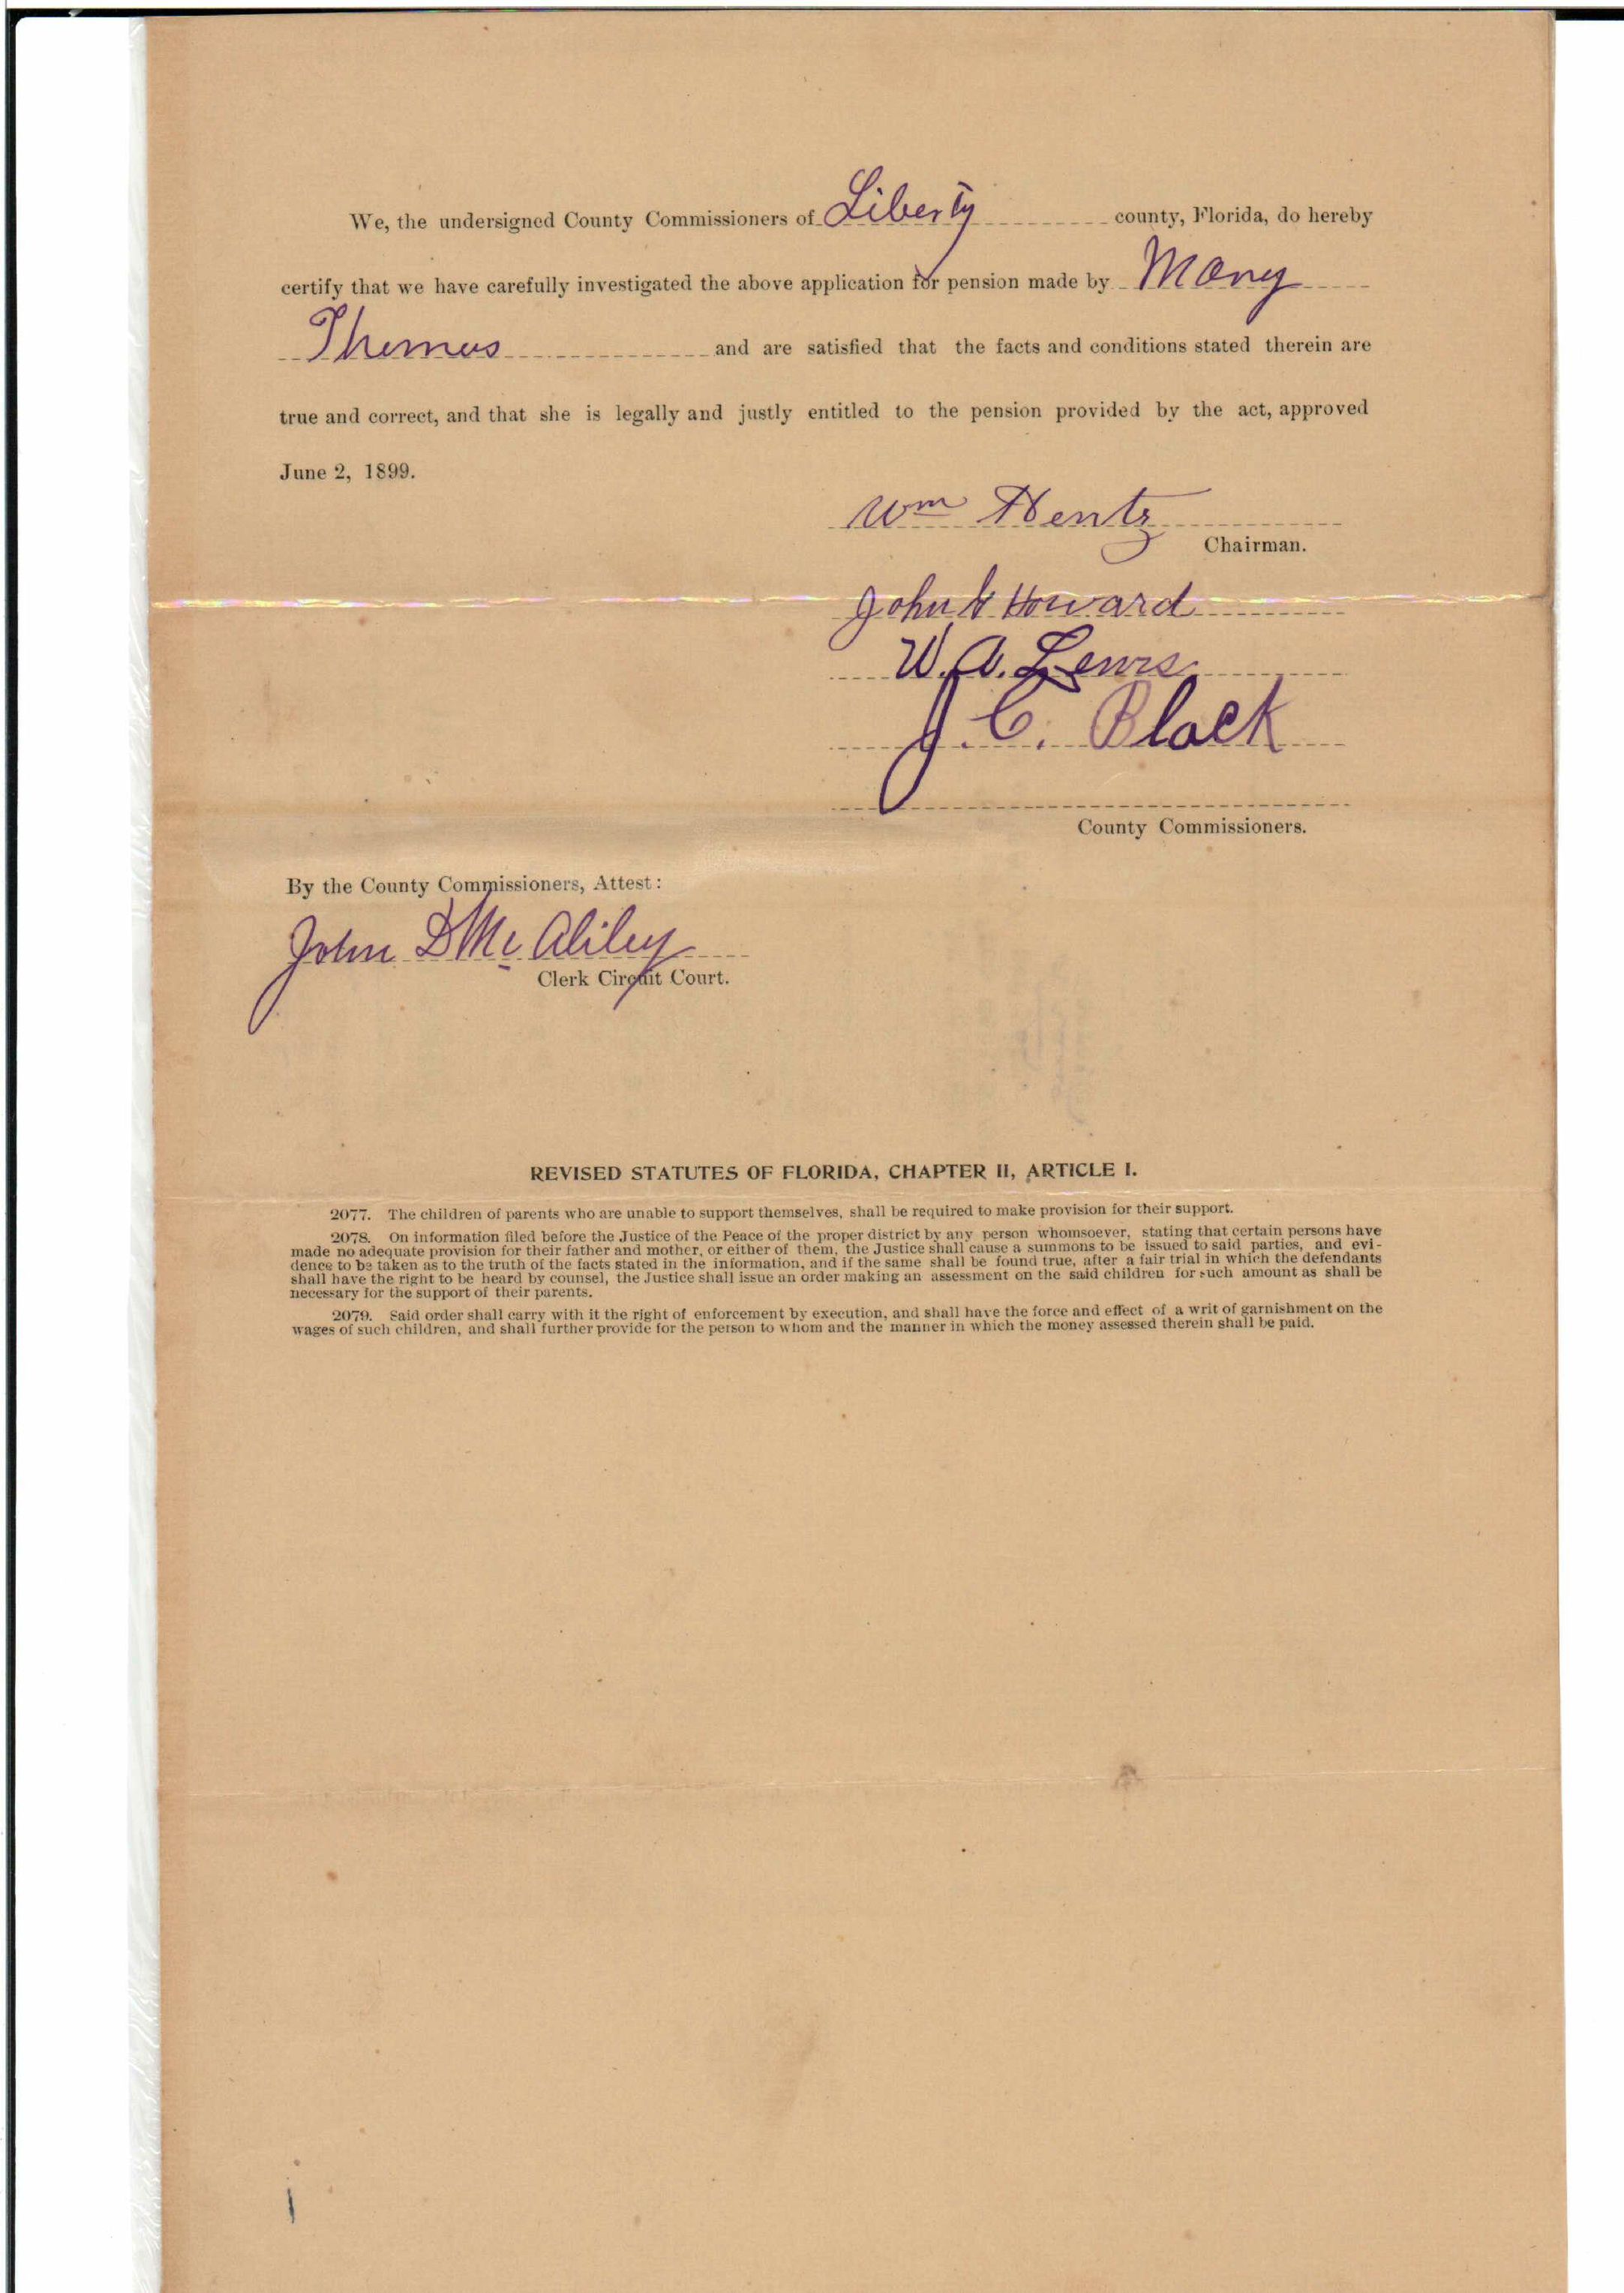 We, the undersigned County Commissioners of Liberty county, Florida, do hereby
certify that we have carefully investigated the above application for pension made by Mary
Thomas and are satisfied that the facts and conditions stated therein are
true and correct, and that she is legally and justly entitled to the pension provided by the act, approved
June 2, 1899.
Wm Hentz
Chairman.
John Howard
W. A. Lewis
J. C. Black
County Commissioners.
By the County Commissioners, Attest:
John D Mc Aliley
Clerk Circuit Court.
REVISED STATUTES OF FLORIDA, CHAPTER II, ARTICLE I.
2077. The children of parents who are unable to support themselves, shall be required to make provision for their support.
2078. On information filed before the Justice of the Peace of the proper district by any person whomsoever, stating that certain persons have
made no adequate provision for their father and mother, or either of them, the Justice shall cause a summons to be issued to said parties, and evi-
dence to be taken as to the truth of the facts stated in the information, and if the same shall be found true, after a fair trial in which the defendants
shall have the right to be heard by counsel, the Justice shall issue an order making an assessment on the said children for such amount as shall be
necessary for the support of their parents.
2079. Said order shall carry with it the right of enforcement by execution, and shall have the force and effect of a writ of garnishment on the
wages of such children, and shall further provide for the person to whom and the manner in which the money assessed therein shall be paid.